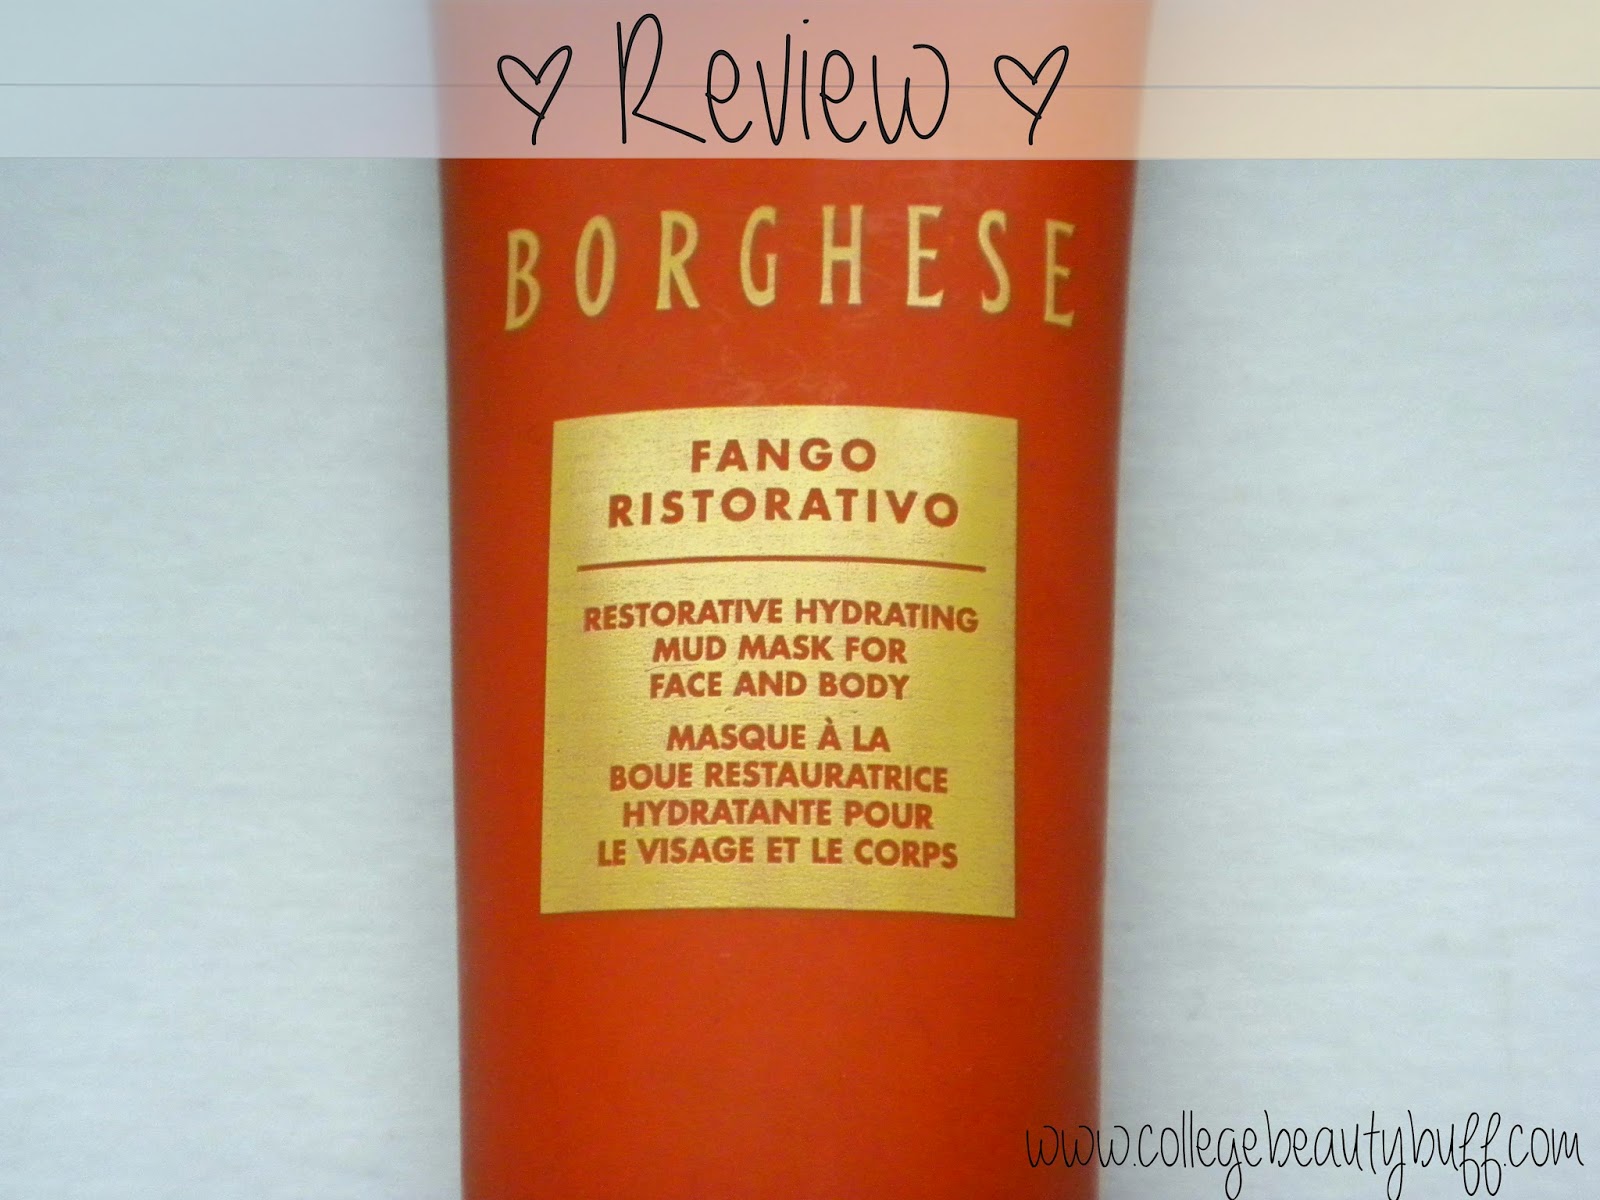 Review
BORGHESE
FANGO
RISTORATIVO
RESTORATIVE HYDRATING
MUD MASK FOR
FACE AND BODY
MASQUE À LA
BOUE RESTAURATRICE
HYDRATANTE POUR
LE VISAGE ET LE CORPS
www.collegebeautybuff.com